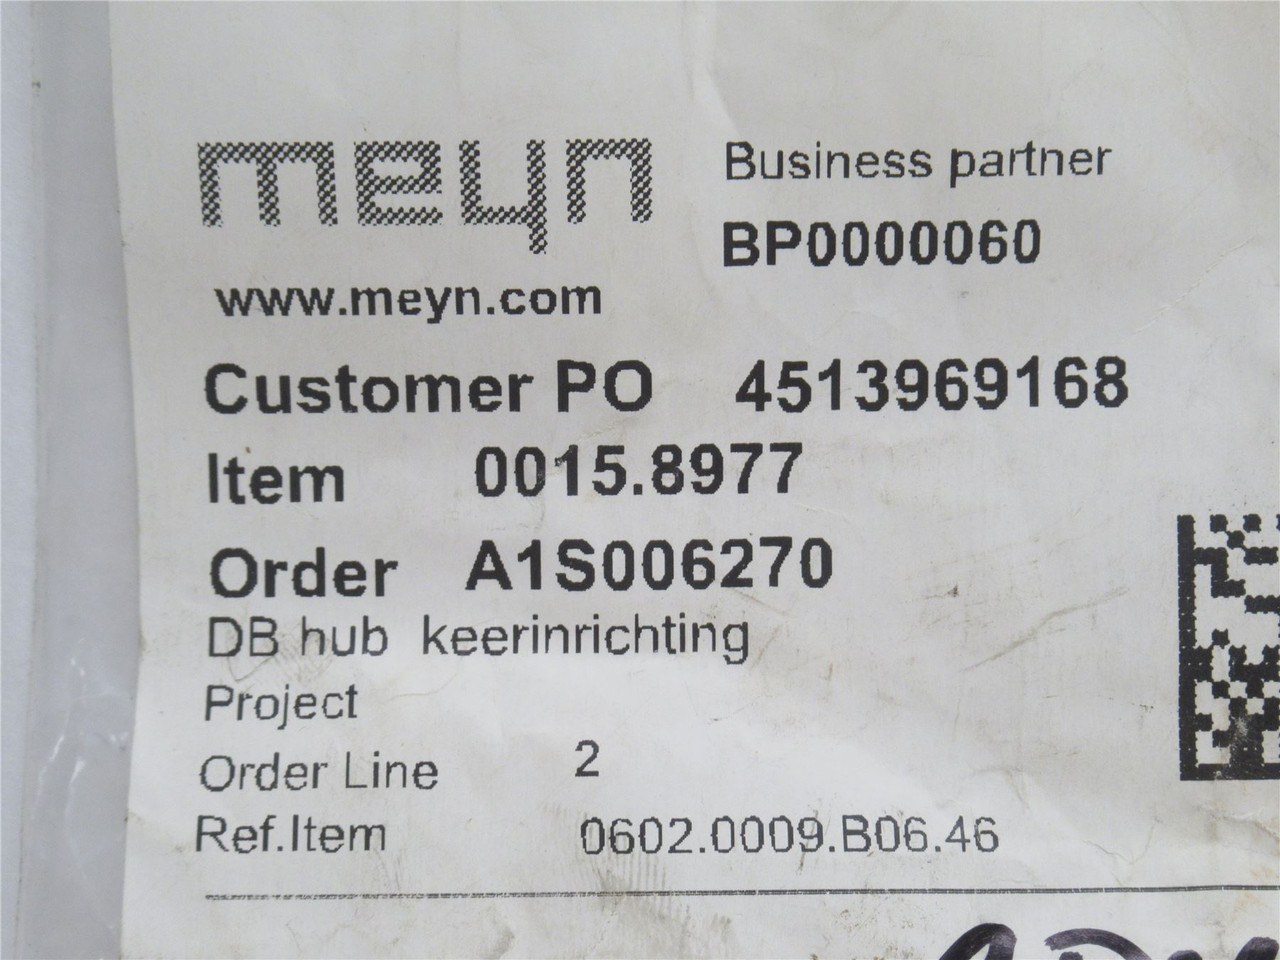 meyn
Business partner
BP0000060
www.meyn.com
Customer PO 4513969168
Item 0015.8977
Order A1S006270
DB hub keerinrichting
Project
Order Line 2
Ref.Item 0602.0009.B06.46